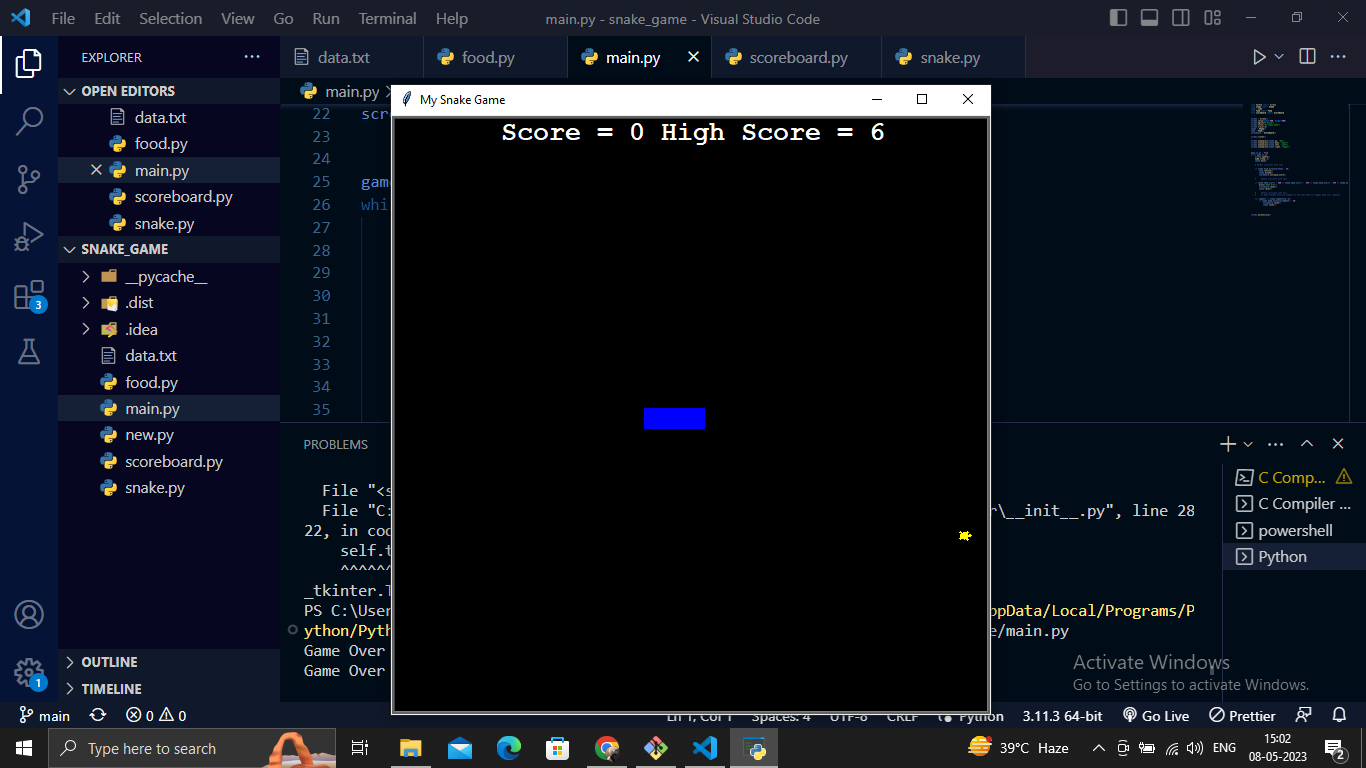 File Edit Selection View Go Run Terminal Help
main.py - snake_game - Visual Studio Code
EXPLORER
data.txt
food.py
main.py
scoreboard.py
snake.py
OPEN EDITORS
data.txt
food.py
main.py
scoreboard.py
snake.py
SNAKE_GAME
__pycache__
.dist
.idea
data.txt
food.py
main.py
new.py
scoreboard.py
snake.py
OUTLINE
TIMELINE
3
1
main.py
22 scre
23
24
25 game
26 whi
27
28
29
30
31
32
33
34
35
My Snake Game
Score = 0 High Score = 6
PROBLEMS
File "<s
File "C: r\__init__.py", line 28
22, in coo
self.t
^^^^^^
_tkinter.T
PS C:\User ppData/Local/Programs/P
ython/Pyth e/main.py
Game Over
Game Over
C Comp...
C Compiler ...
powershell
Python
Activate Windows
Go to Settings to activate Windows.
main 0 0 Ln 1, Col 1 Spaces: 4 UTF-8 CRLF Python 3.11.3 64-bit Go Live Prettier
Type here to search
39°C Haze
ENG
15:02
08-05-2023
2